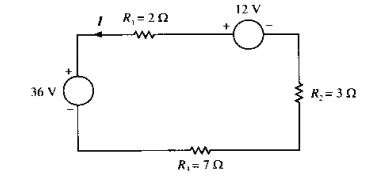 12 V
I R₁ = 2 Ω
+ −
+
36 V
−
R₂ = 3 Ω
R₃ = 7 Ω